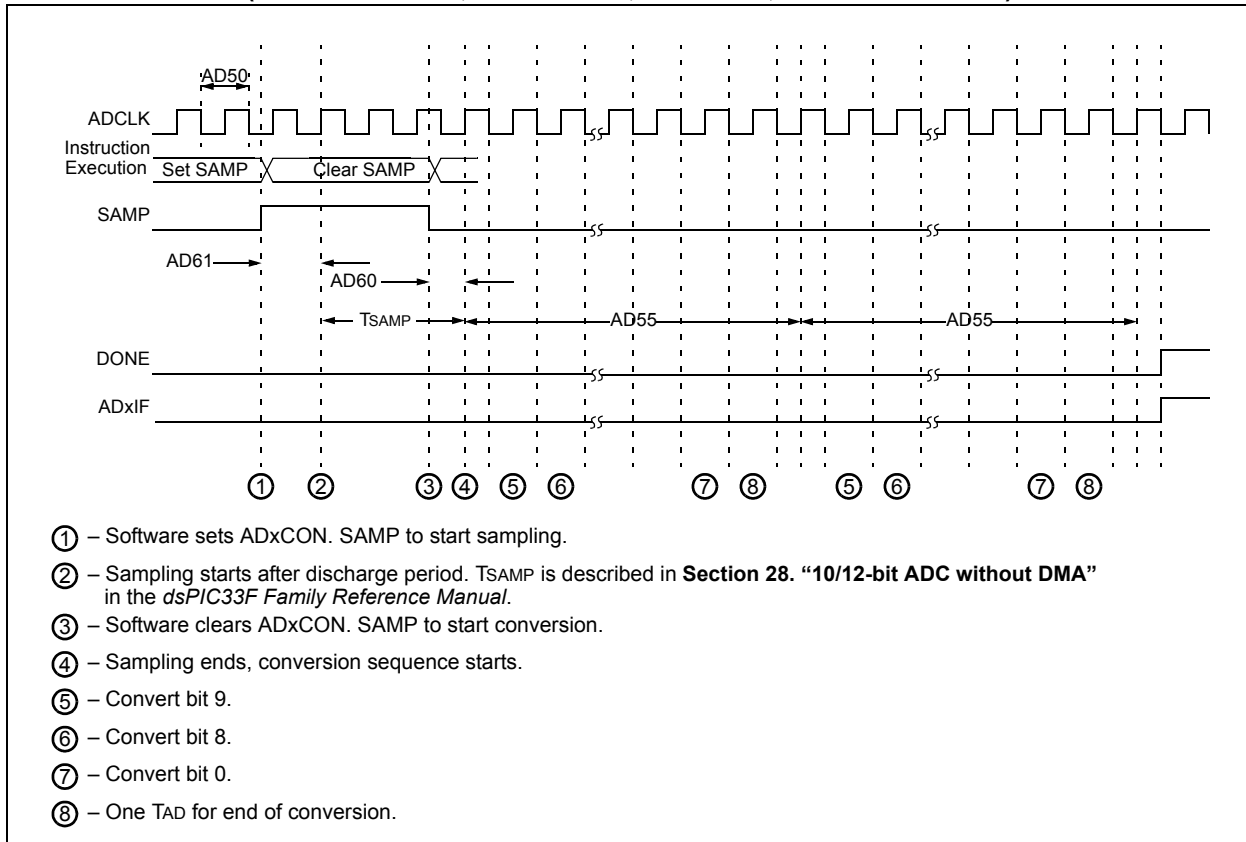 AD50
ADCLK
Instruction
Execution
Set SAMP
Clear SAMP
SAMP
AD61
AD60
TSAMP
AD55
AD55
DONE
ADxIF
1 2 3 4 5 6 7 8 5 6 7 8
1 – Software sets ADxCON. SAMP to start sampling.
2 – Sampling starts after discharge period. TSAMP is described in Section 28. “10/12-bit ADC without DMA”
in the dsPIC33F Family Reference Manual.
3 – Software clears ADxCON. SAMP to start conversion.
4 – Sampling ends, conversion sequence starts.
5 – Convert bit 9.
6 – Convert bit 8.
7 – Convert bit 0.
8 – One TAD for end of conversion.